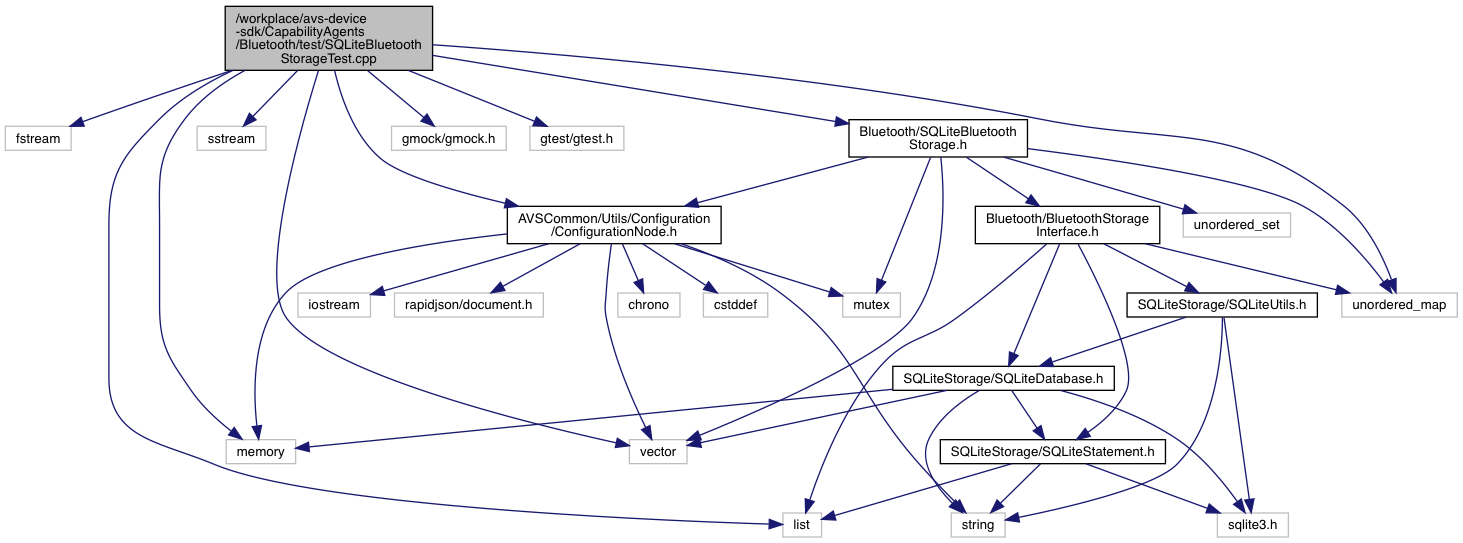 /workplace/avs-device
-sdk/CapabilityAgents
/Bluetooth/test/SQLiteBluetooth
StorageTest.cpp
fstream
sstream
gmock/gmock.h
gtest/gtest.h
Bluetooth/SQLiteBluetooth
Storage.h
AVSCommon/Utils/Configuration
/ConfigurationNode.h
Bluetooth/BluetoothStorage
Interface.h
unordered_set
iostream
rapidjson/document.h
chrono
cstddef
mutex
SQLiteStorage/SQLiteUtils.h
unordered_map
SQLiteStorage/SQLiteDatabase.h
memory
vector
SQLiteStorage/SQLiteStatement.h
list
string
sqlite3.h